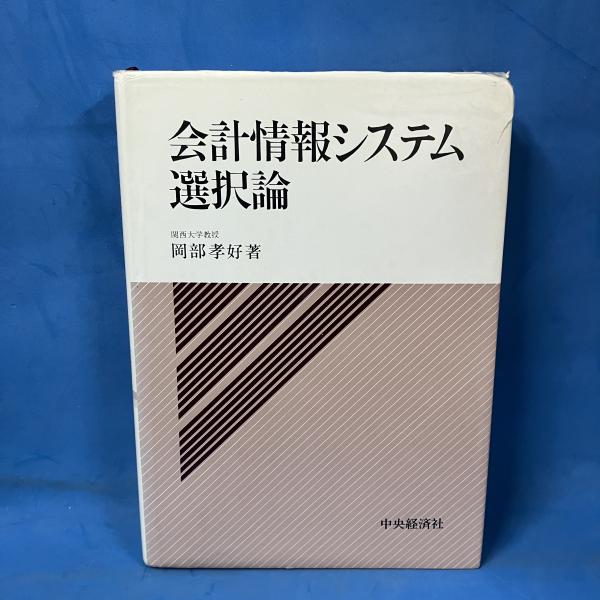 会計情報システム
選択論
関西大学教授
岡部孝好著
中央経済社